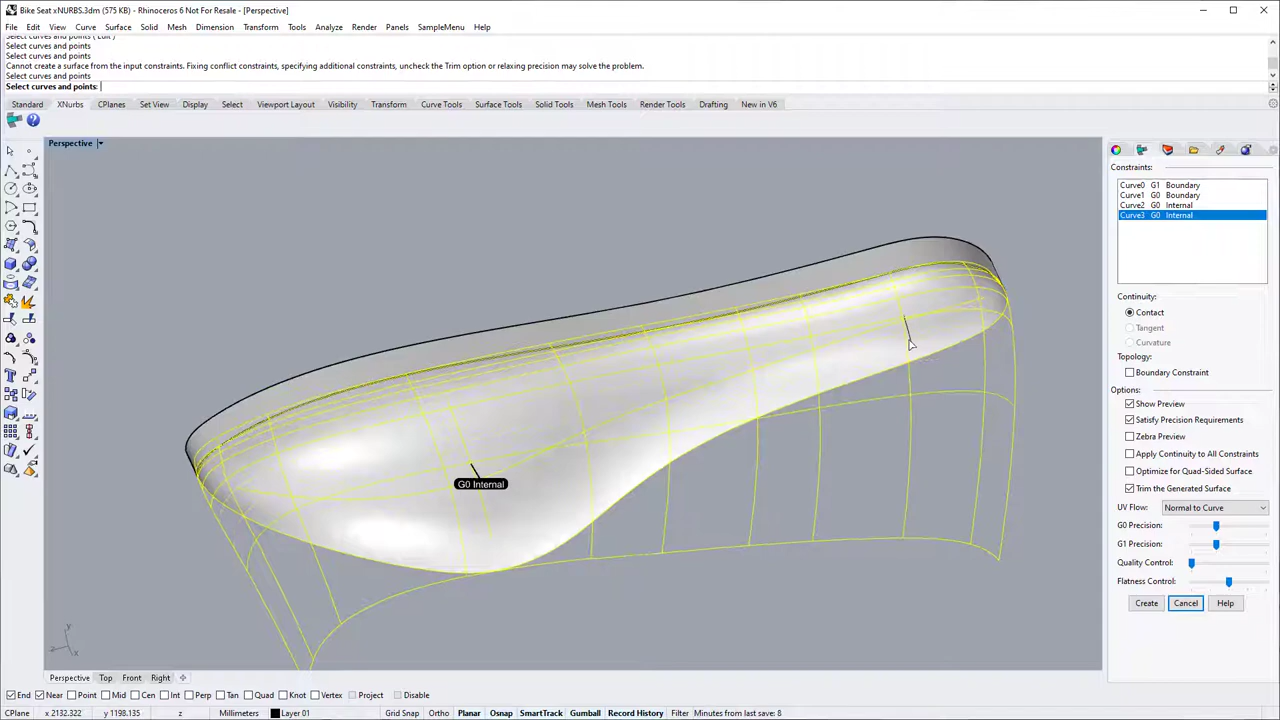 Bike Seat xNURBS.3dm (575 KB) - Rhinoceros 6 Not For Resale - [Perspective]
File Edit View Curve Surface Solid Mesh Dimension Transform Tools Analyze Render Panels SampleMenu Help
Select curves and points ( Edit )
Select curves and points
Select curves and points
Cannot create a surface from the input constraints. Fixing conflict constraints, specifying additional constraints, uncheck the Trim option or relaxing precision may solve the problem.
Select curves and points
Select curves and points:
Standard XNurbs CPlanes Set View Display Select Viewport Layout Visibility Transform Curve Tools Surface Tools Solid Tools Mesh Tools Render Tools Drafting New in V6
Perspective
Constraints:
Curve0 G1 Boundary
Curve1 G0 Boundary
Curve2 G0 Internal
Curve3 G0 Internal
Continuity:
Contact
Tangent
Curvature
Topology:
Boundary Constraint
Options:
Show Preview
Satisfy Precision Requirements
Zebra Preview
Apply Continuity to All Constraints
Optimize for Quad-Sided Surface
Trim the Generated Surface
UV Flow: Normal to Curve
G0 Precision:
G1 Precision:
Quality Control:
Flatness Control:
Create Cancel Help
G0 Internal
y
z x
Perspective Top Front Right
End Near Point Mid Cen Int Perp Tan Quad Knot Vertex Project Disable
CPlane x 2132.322 y 1198.135 z Millimeters Layer 01 Grid Snap Ortho Planar Osnap SmartTrack Gumball Record History Filter Minutes from last save: 8